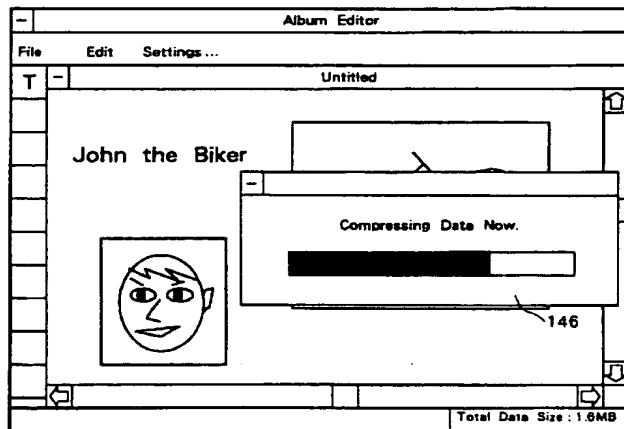 Album Editor
File Edit Settings...
T
Untitled
John the Biker
Compressing Data Now.
146
Total Data Size : 1.6MB